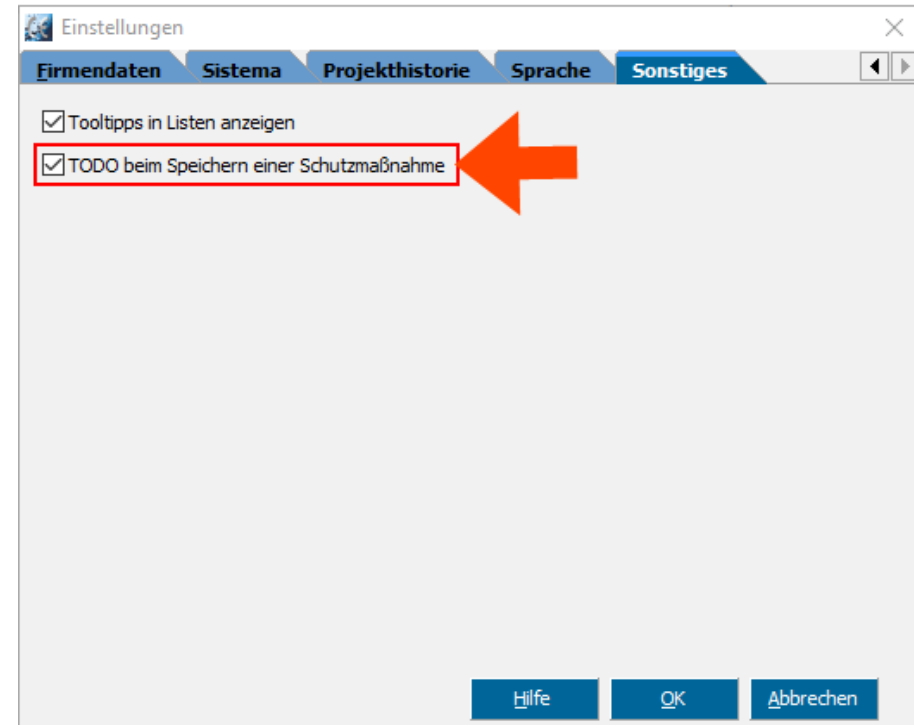 Einstellungen
Firmendaten Sistema Projekthistorie Sprache Sonstiges
Tooltipps in Listen anzeigen
TODO beim Speichern einer Schutzmaßnahme
Hilfe OK Abbrechen